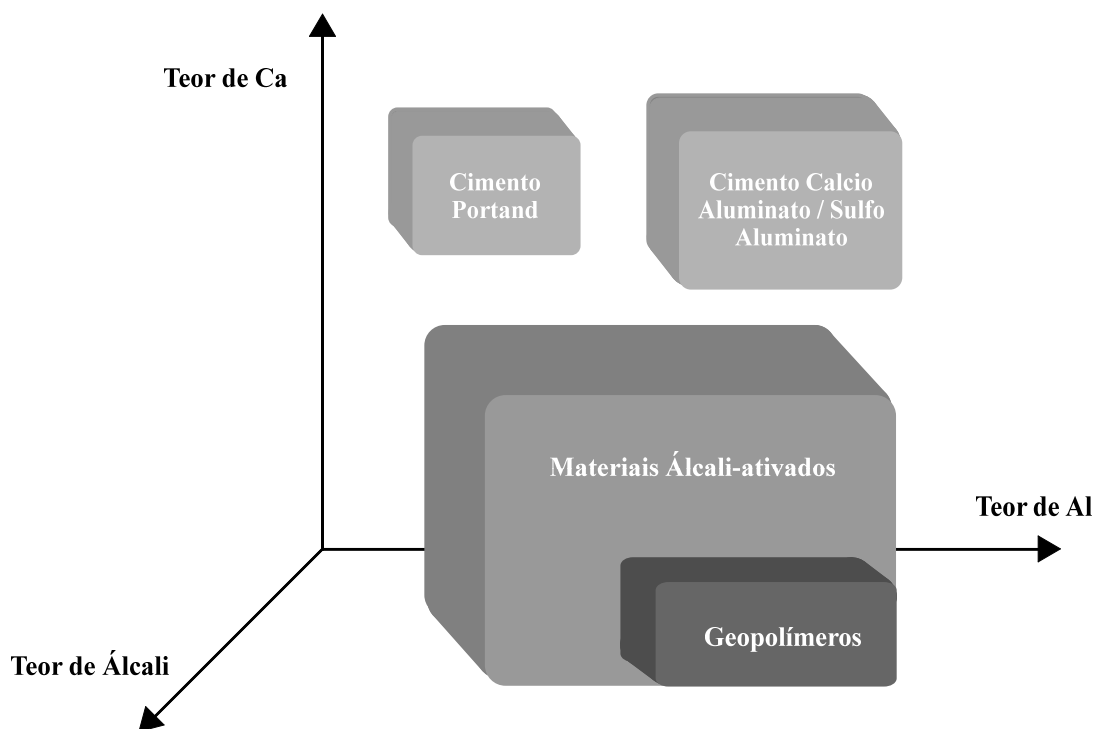 Teor de Ca
Cimento
Portand
Cimento Calcio
Aluminato / Sulfo
Aluminato
Materiais Álcali-ativados
Teor de Al
Geopolímeros
Teor de Álcali